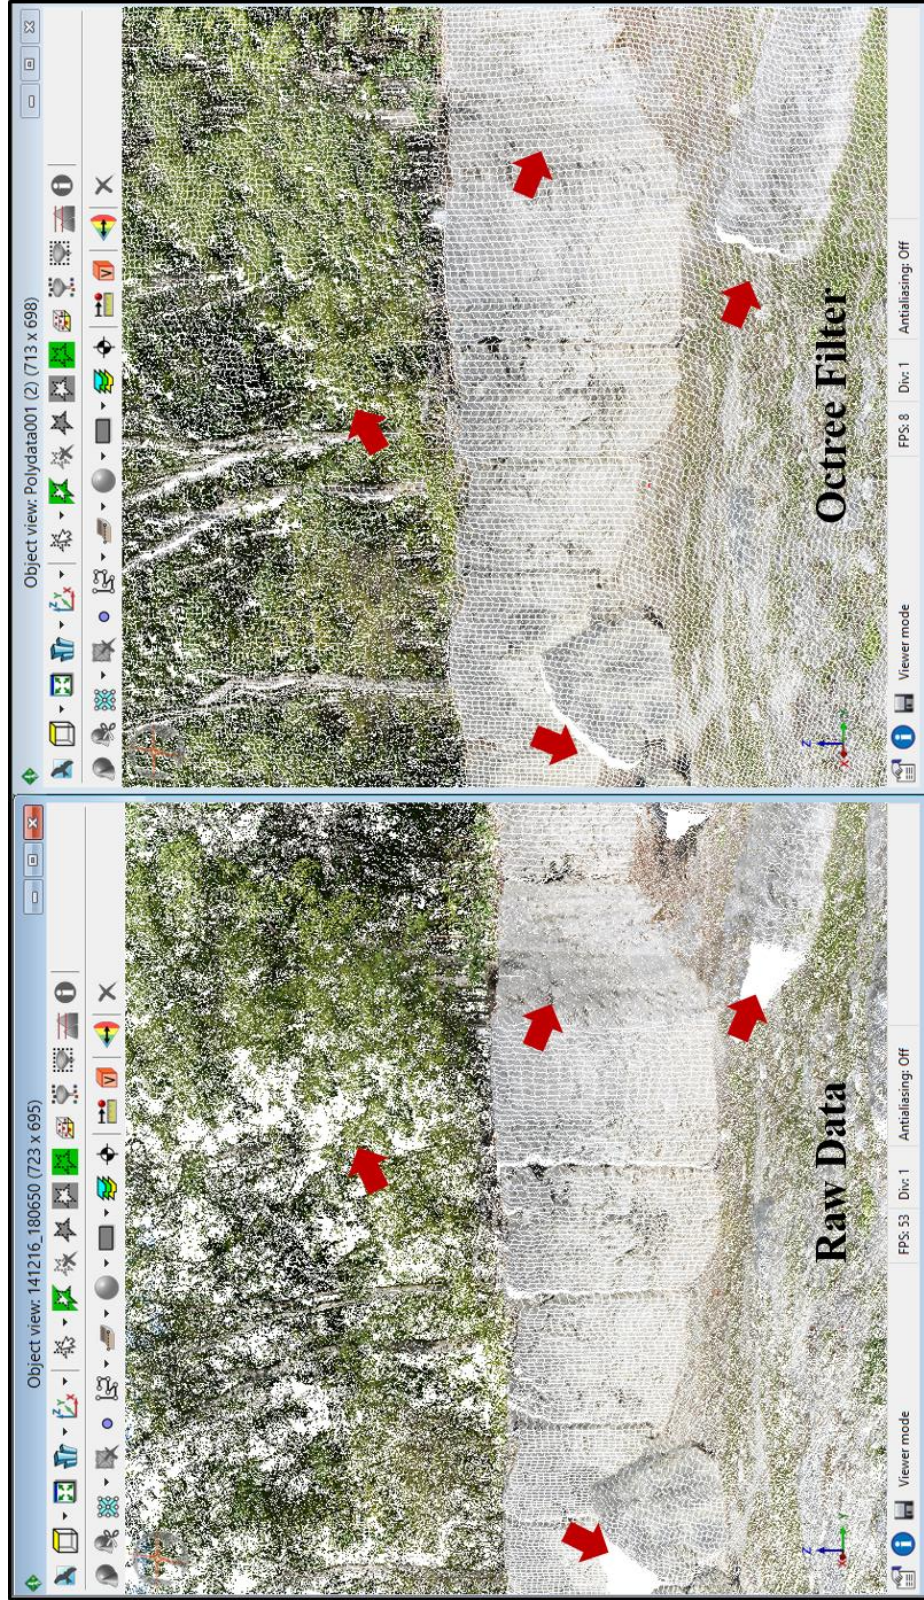 Object view: 141216_180650 (723 x 695)
Raw Data
Z
X
Y
Viewer mode
FPS: 53
Div: 1
Antialiasing: Off
Object view: Polydata001 (2) (713 x 698)
Octree Filter
Z
X
Viewer mode
FPS: 8
Div: 1
Antialiasing: Off